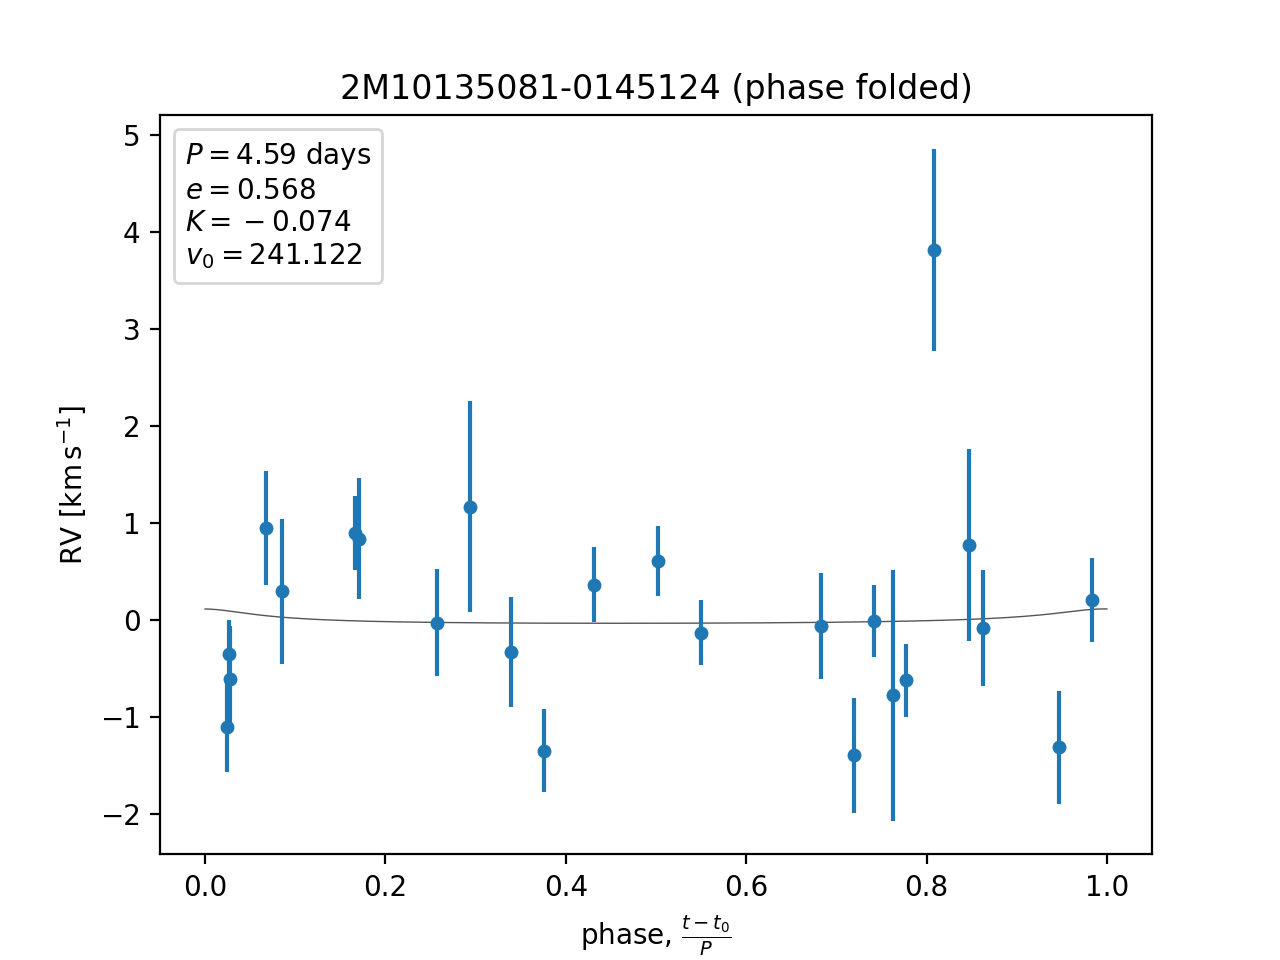 2M10135081-0145124 (phase folded)
P = 4.59 days
e = 0.568
K = −0.074
v₀ = 241.122
5
4
3
2
1
0
−1
−2
RV [km s⁻¹]
0.0 0.2 0.4 0.6 0.8 1.0
phase, (t − t₀)/P